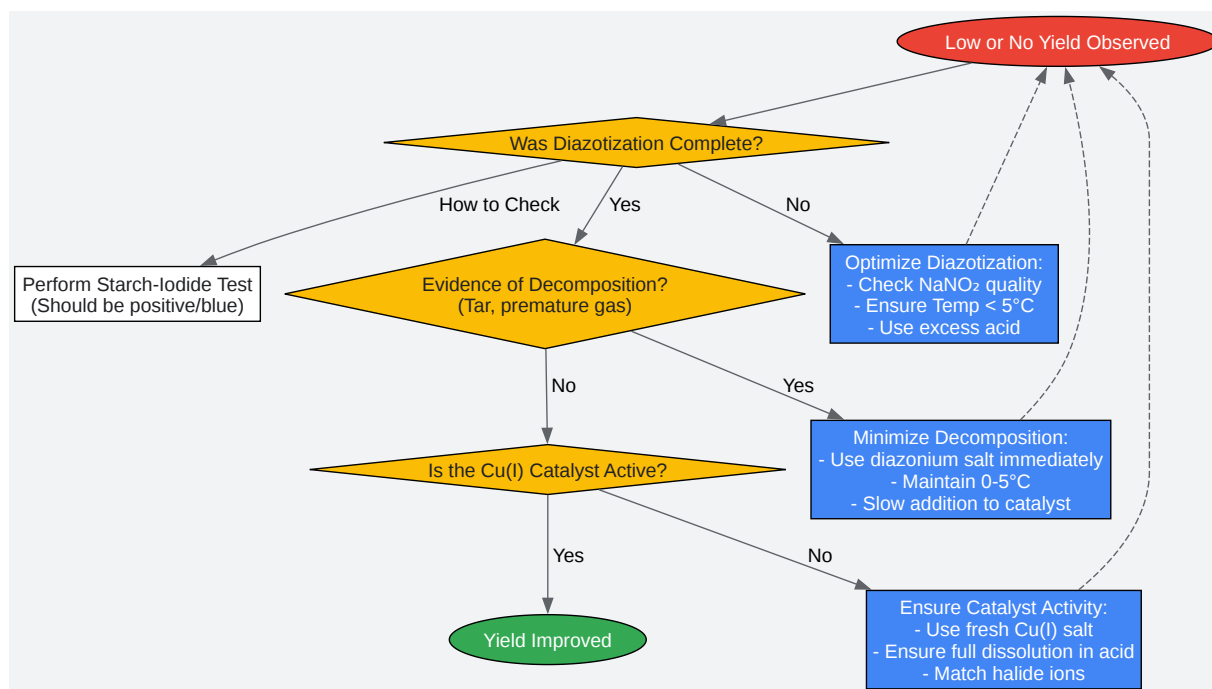 Low or No Yield Observed
Was Diazotization Complete?
How to Check
Yes
No
Perform Starch-Iodide Test
(Should be positive/blue)
Evidence of Decomposition?
(Tar, premature gas)
Optimize Diazotization:
- Check NaNO₂ quality
- Ensure Temp < 5°C
- Use excess acid
No
Yes
Is the Cu(I) Catalyst Active?
Minimize Decomposition:
- Use diazonium salt immediately
- Maintain 0-5°C
- Slow addition to catalyst
Yes
No
Yield Improved
Ensure Catalyst Activity:
- Use fresh Cu(I) salt
- Ensure full dissolution in acid
- Match halide ions